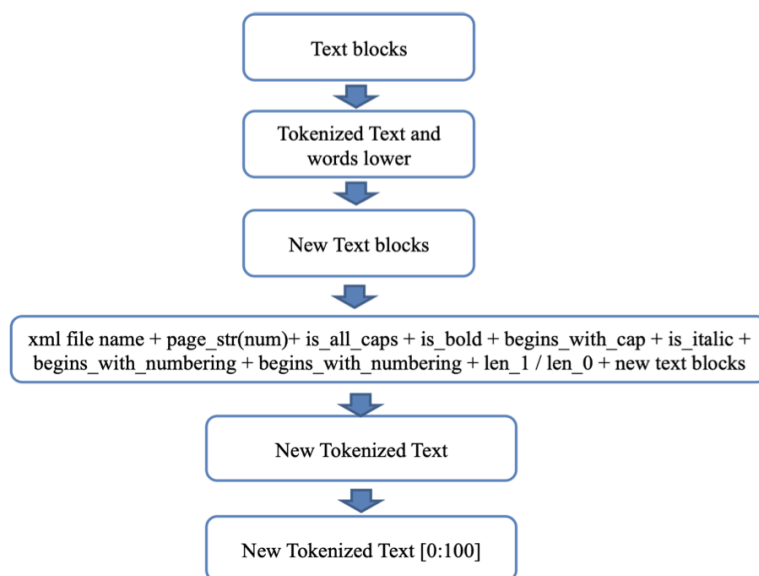 Text blocks
Tokenized Text and
words lower
New Text blocks
xml file name + page_str(num)+ is_all_caps + is_bold + begins_with_cap + is_italic +
begins_with_numbering + begins_with_numbering + len_1 / len_0 + new text blocks
New Tokenized Text
New Tokenized Text [0:100]